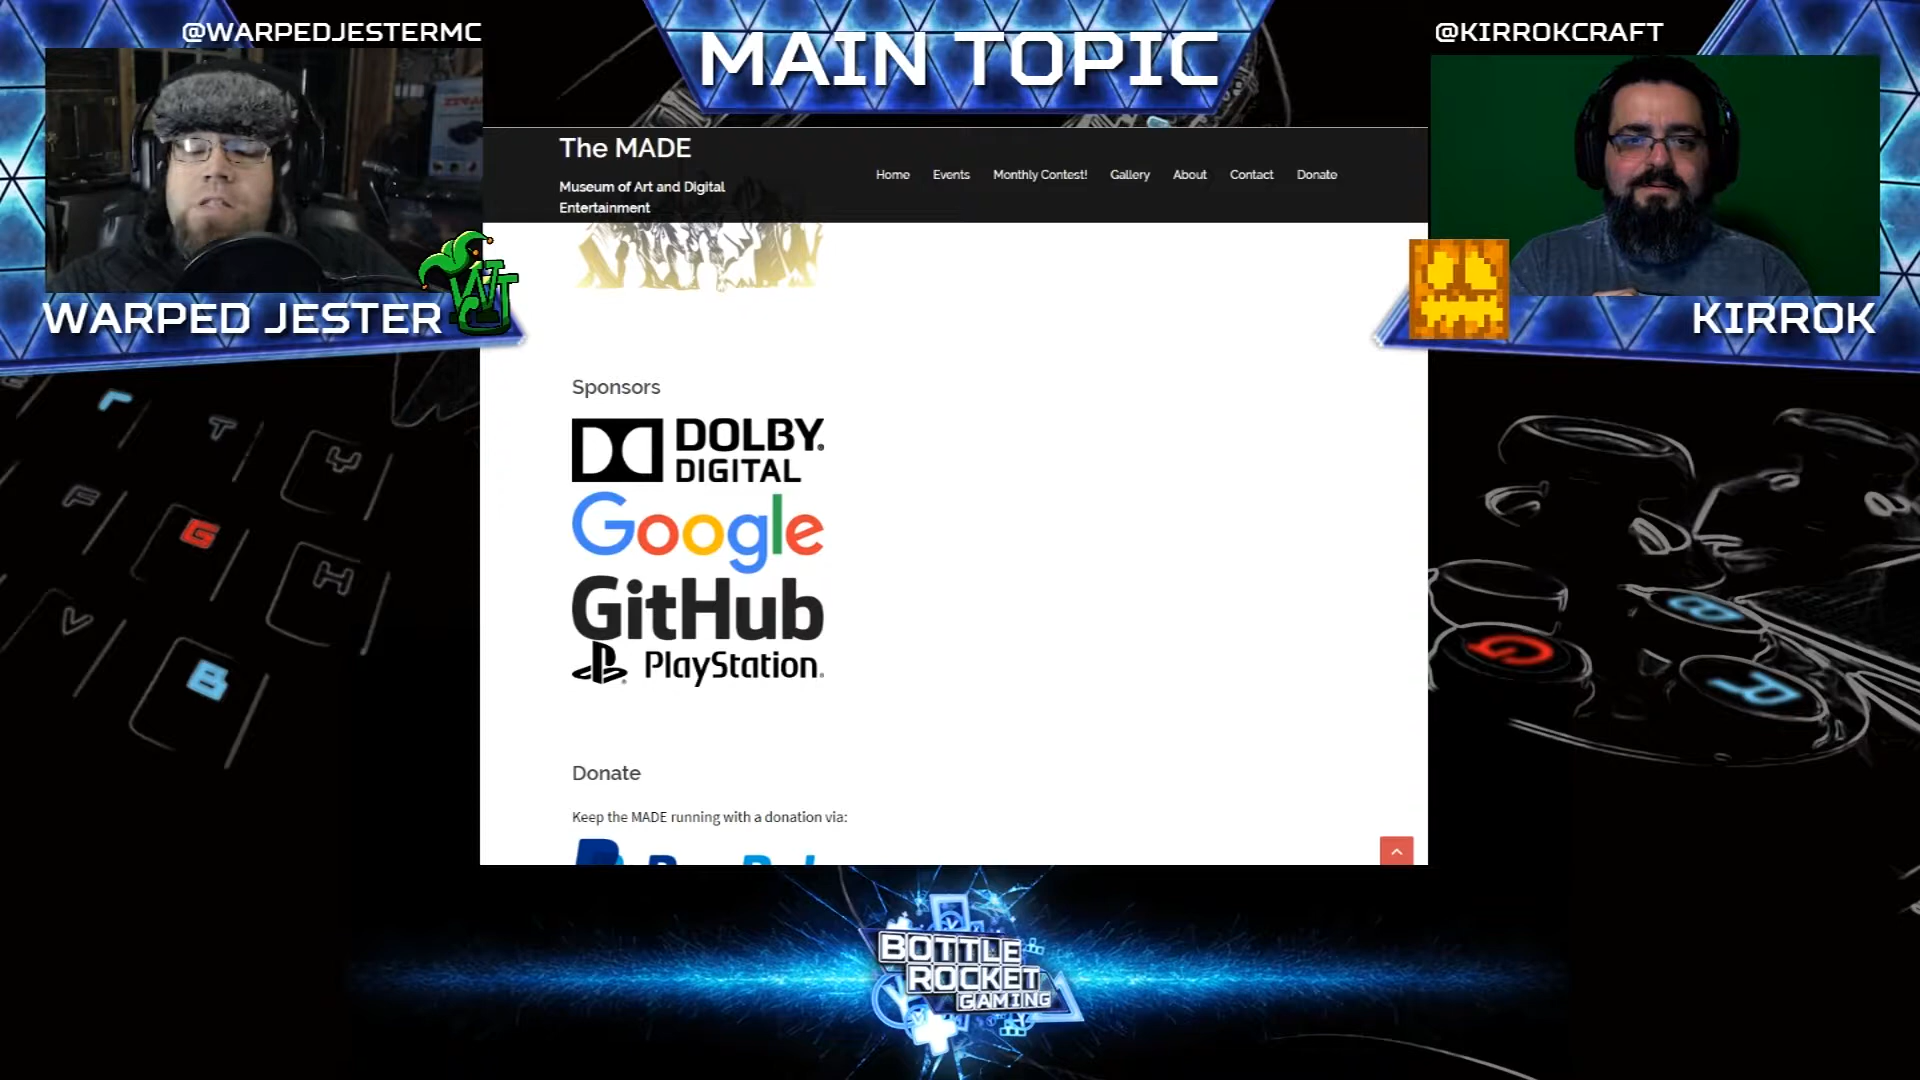 @WARPEDJESTERMC
MAIN TOPIC
@KIRROKCRAFT
WARPED JESTER
WJ
KIRROK
The MADE
Museum of Art and Digital
Entertainment
Home Events Monthly Contest! Gallery About Contact Donate
Sponsors
DOLBY
DIGITAL
Google
GitHub
PlayStation
Donate
Keep the MADE running with a donation via:
T Y
F G H
V B
B
G
R
BOTTLE
ROCKET
GAMING